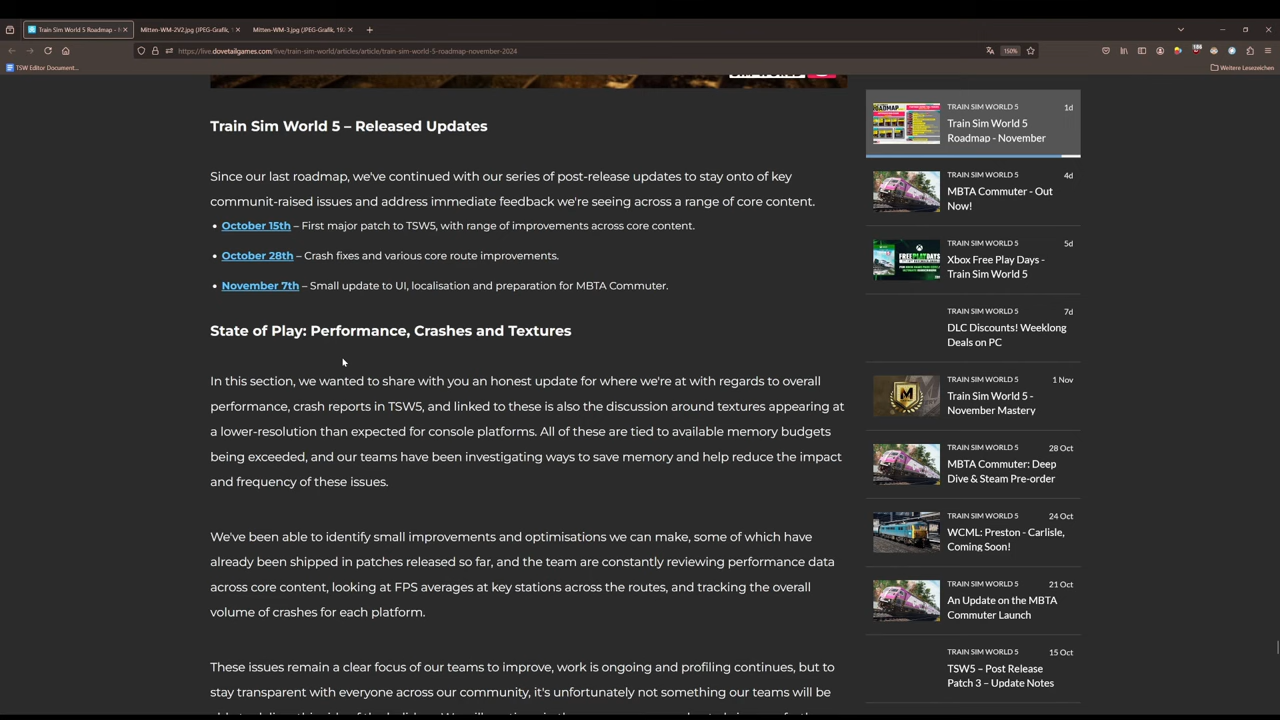 Train Sim World 5 Roadmap - N
Mitten-WM-2V2.jpg (JPEG-Grafik, 1
Mitten-WM-3.jpg (JPEG-Grafik, 19
https://live.dovetailgames.com/live/train-sim-world/articles/article/train-sim-world-5-roadmap-november-2024
150%
TSW Editor Document...
Weitere Lesezeichen
Train Sim World 5 – Released Updates
Since our last roadmap, we've continued with our series of post-release updates to stay onto of key
communit-raised issues and address immediate feedback we're seeing across a range of core content.
• October 15th – First major patch to TSW5, with range of improvements across core content.
• October 28th – Crash fixes and various core route improvements.
• November 7th – Small update to UI, localisation and preparation for MBTA Commuter.
State of Play: Performance, Crashes and Textures
In this section, we wanted to share with you an honest update for where we're at with regards to overall
performance, crash reports in TSW5, and linked to these is also the discussion around textures appearing at
a lower-resolution than expected for console platforms. All of these are tied to available memory budgets
being exceeded, and our teams have been investigating ways to save memory and help reduce the impact
and frequency of these issues.
We've been able to identify small improvements and optimisations we can make, some of which have
already been shipped in patches released so far, and the team are constantly reviewing performance data
across core content, looking at FPS averages at key stations across the routes, and tracking the overall
volume of crashes for each platform.
These issues remain a clear focus of our teams to improve, work is ongoing and profiling continues, but to
stay transparent with everyone across our community, it's unfortunately not something our teams will be
TRAIN SIM WORLD 5 1d
Train Sim World 5
Roadmap - November
TRAIN SIM WORLD 5 4d
MBTA Commuter - Out
Now!
TRAIN SIM WORLD 5 5d
Xbox Free Play Days -
Train Sim World 5
TRAIN SIM WORLD 5 7d
DLC Discounts! Weeklong
Deals on PC
TRAIN SIM WORLD 5 1 Nov
Train Sim World 5 -
November Mastery
TRAIN SIM WORLD 5 28 Oct
MBTA Commuter: Deep
Dive & Steam Pre-order
TRAIN SIM WORLD 5 24 Oct
WCML: Preston - Carlisle,
Coming Soon!
TRAIN SIM WORLD 5 21 Oct
An Update on the MBTA
Commuter Launch
TRAIN SIM WORLD 5 15 Oct
TSW5 – Post Release
Patch 3 – Update Notes